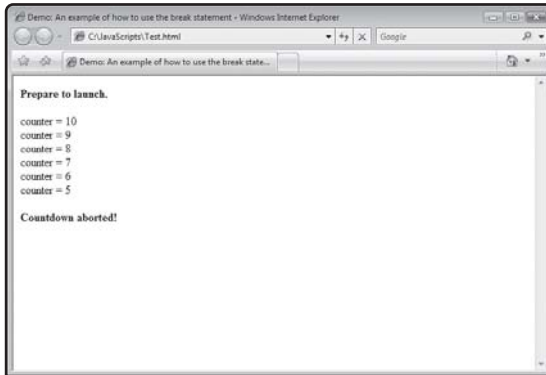 Demo: An example of how to use the break statement - Windows Internet Explorer
C:\JavaScripts\Test.html
Google
Demo: An example of how to use the break state...
Prepare to launch.
counter = 10
counter = 9
counter = 8
counter = 7
counter = 6
counter = 5
Countdown aborted!